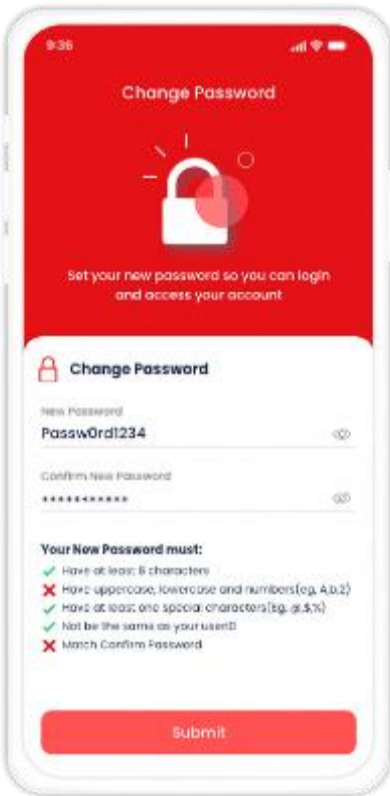 9:36
Change Password
Set your new password so you can login
and access your account
Change Password
New Password
Passw0rd1234
Confirm New Password
***********
Your New Password must:
Have at least 8 characters
Have uppercase, lowercase and numbers(eg, A,b,2)
Have at least one special characters(eg. @,$,%)
Not be the same as your userID
Match Confirm Password
Submit